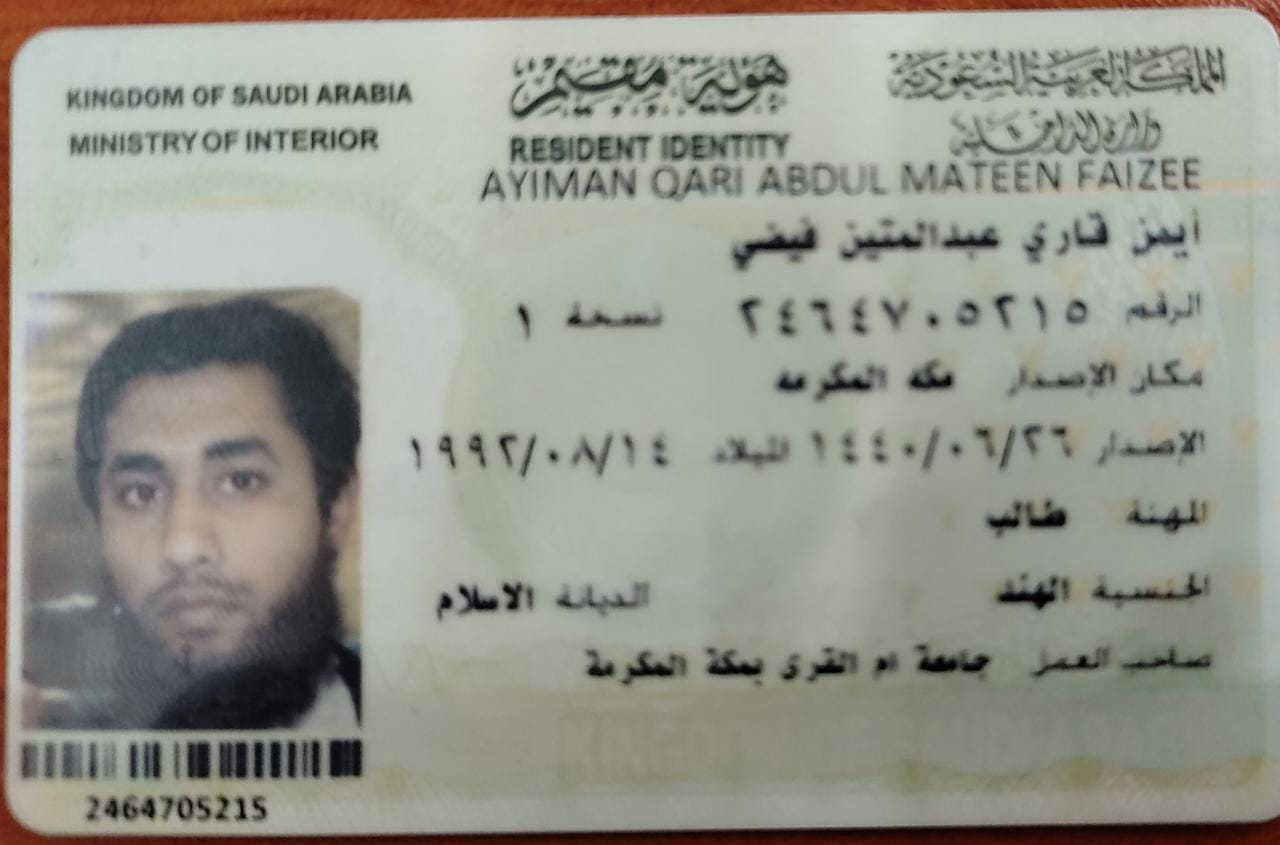 KINGDOM OF SAUDI ARABIA
MINISTRY OF INTERIOR
هوية مقيم
RESIDENT IDENTITY
المملكة العربية السعودية
وزارة الداخلية
AYIMAN QARI ABDUL MATEEN FAIZEE
أيمن قاري عبدالمتين فيضي
الرقم ٢٤٦٤٧٠٥٢١٥ نسخة ١
مكان الإصدار مكه المكرمه
الإصدار ١٤٤٠/٠٦/٢٦ الميلاد ١٩٩٢/٠٨/١٤
المهنة طالب
الجنسية الهند الديانة الاسلام
صاحب العمل جامعة ام القرى بمكة المكرمة
2464705215